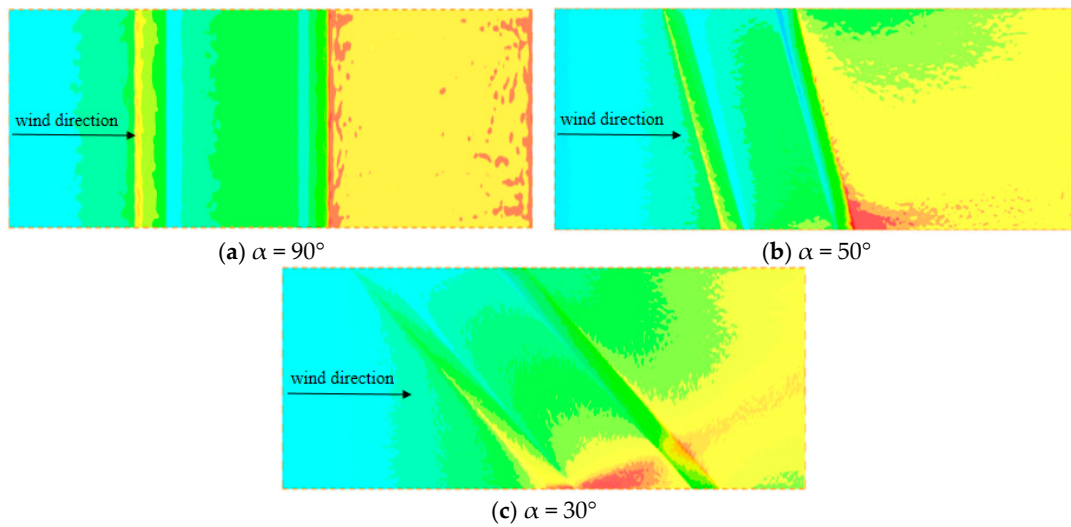 wind direction
wind direction
(a) α = 90°
(b) α = 50°
wind direction
(c) α = 30°